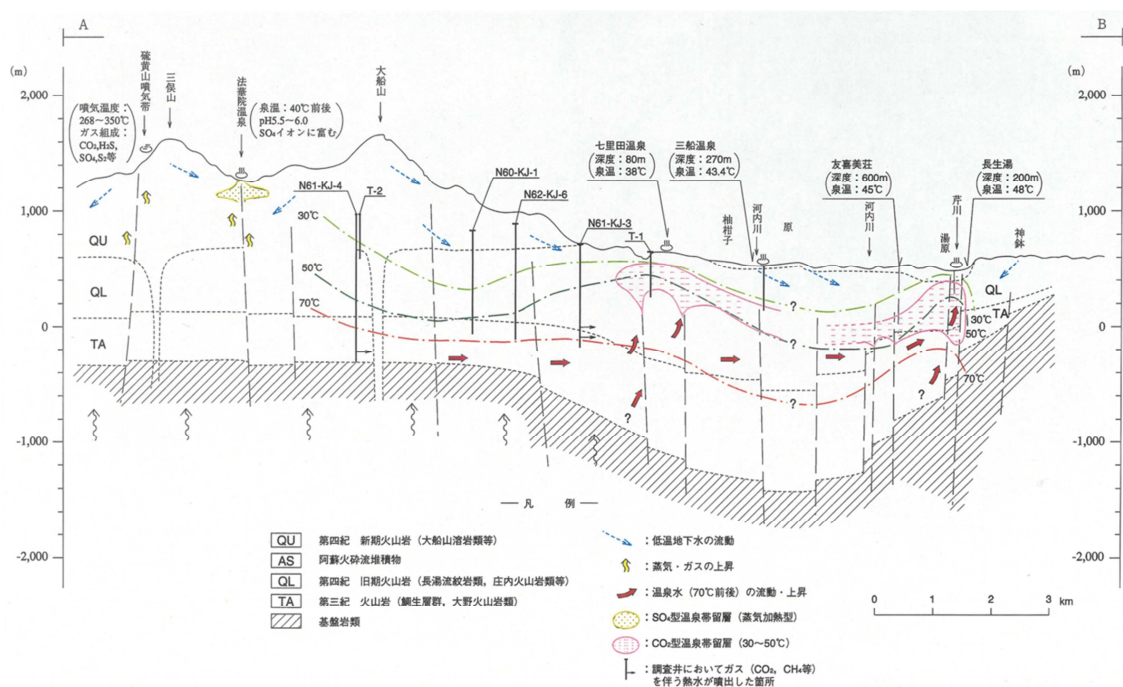 A
B
(m)
(m)
2,000
1,000
0
-1,000
-2,000
2,000
1,000
0
-1,000
-2,000
硫黄山噴気帯
三俣山
法華院温泉
大船山
噴気温度：
268〜350℃
ガス組成：
CO₂,H₂S,
SO₄,S₂等
泉温：40℃前後
pH5.5〜6.0
SO₄イオンに富む
七里田温泉
深度：80m
泉温：38℃
三船温泉
深度：270m
泉温：43.4℃
友喜美荘
深度：600m
泉温：45℃
長生湯
深度：200m
泉温：48℃
N61-KJ-4
T-2
N60-KJ-1
N62-KJ-6
N61-KJ-3
T-1
柚柑子
河内川
原
河内川
芹川
湯原
神鉢
QU
QL
TA
QL
TA
30℃
50℃
70℃
30℃
50℃
70℃
?
?
?
?
?
凡 例
QU 第四紀 新期火山岩（大船山溶岩類等）
AS 阿蘇火砕流堆積物
QL 第四紀 旧期火山岩（長湯流紋岩類，庄内火山岩類等）
TA 第三紀 火山岩（鯛生層群，大野火山岩類）
基盤岩類
：低温地下水の流動
：蒸気・ガスの上昇
：温泉水（70℃前後）の流動・上昇
：SO₄型温泉帯留層（蒸気加熱型）
：CO₂型温泉帯留層（30〜50℃）
：調査井においてガス（CO₂，CH₄等）
を伴う熱水が噴出した箇所
0 1 2 3 km